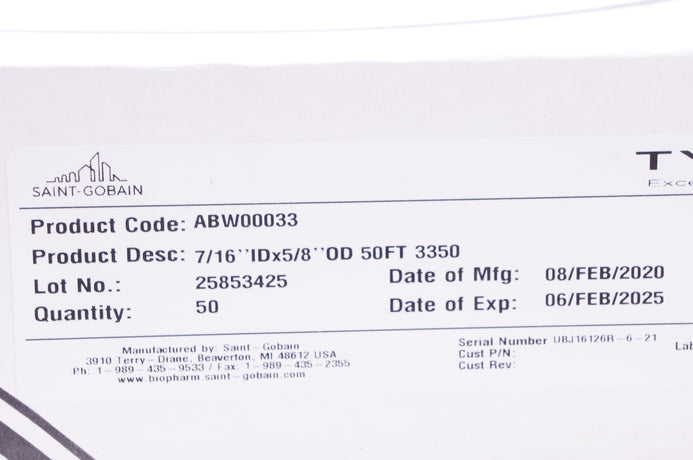 SAINT-GOBAIN
TY
Exce
Product Code: ABW00033
Product Desc: 7/16''IDx5/8''OD 50FT 3350
Lot No.: 25853425 Date of Mfg: 08/FEB/2020
Quantity: 50 Date of Exp: 06/FEB/2025
Manufactured by: Saint-Gobain
3910 Terry-Diane, Beaverton, MI 48612 USA
Ph: 1-989-435-9533 / Fax: 1-989-435-2355
www.biopharm.saint-gobain.com
Serial Number UBJ16126R-6-21
Cust P/N:
Cust Rev:
Lab